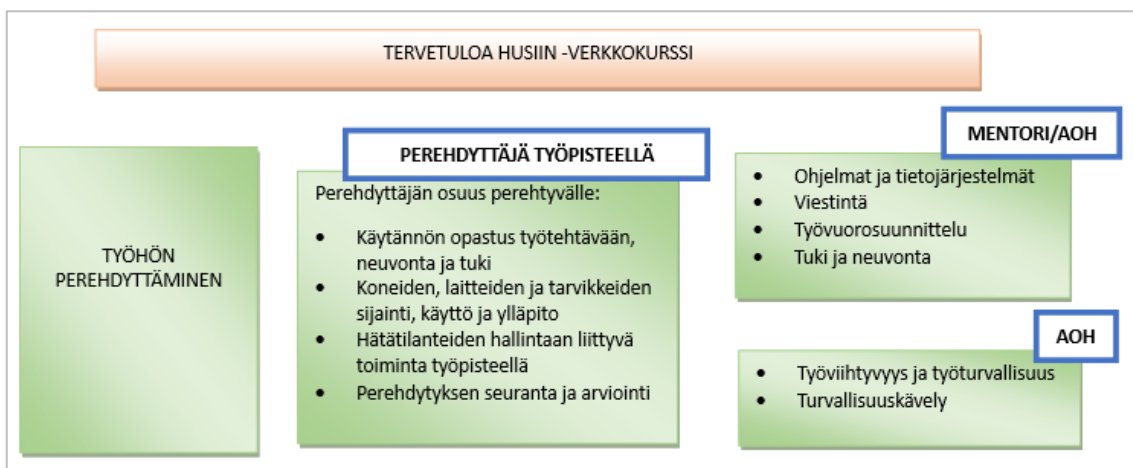 TERVETULOA HUSIIN -VERKKOKURSSI
TYÖHÖN
PEREHDYTTÄMINEN
PEREHDYTTÄJÄ TYÖPISTEELLÄ
Perehdyttäjän osuus perehtyvälle:
• Käytännön opastus työtehtävään,
neuvonta ja tuki
• Koneiden, laitteiden ja tarvikkeiden
sijainti, käyttö ja ylläpito
• Hätätilanteiden hallintaan liittyvä
toiminta työpisteellä
• Perehdytyksen seuranta ja arviointi
MENTORI/AOH
• Ohjelmat ja tietojärjestelmät
• Viestintä
• Työvuorosuunnittelu
• Tuki ja neuvonta
AOH
• Työviihtyvyys ja työturvallisuus
• Turvallisuuskävely